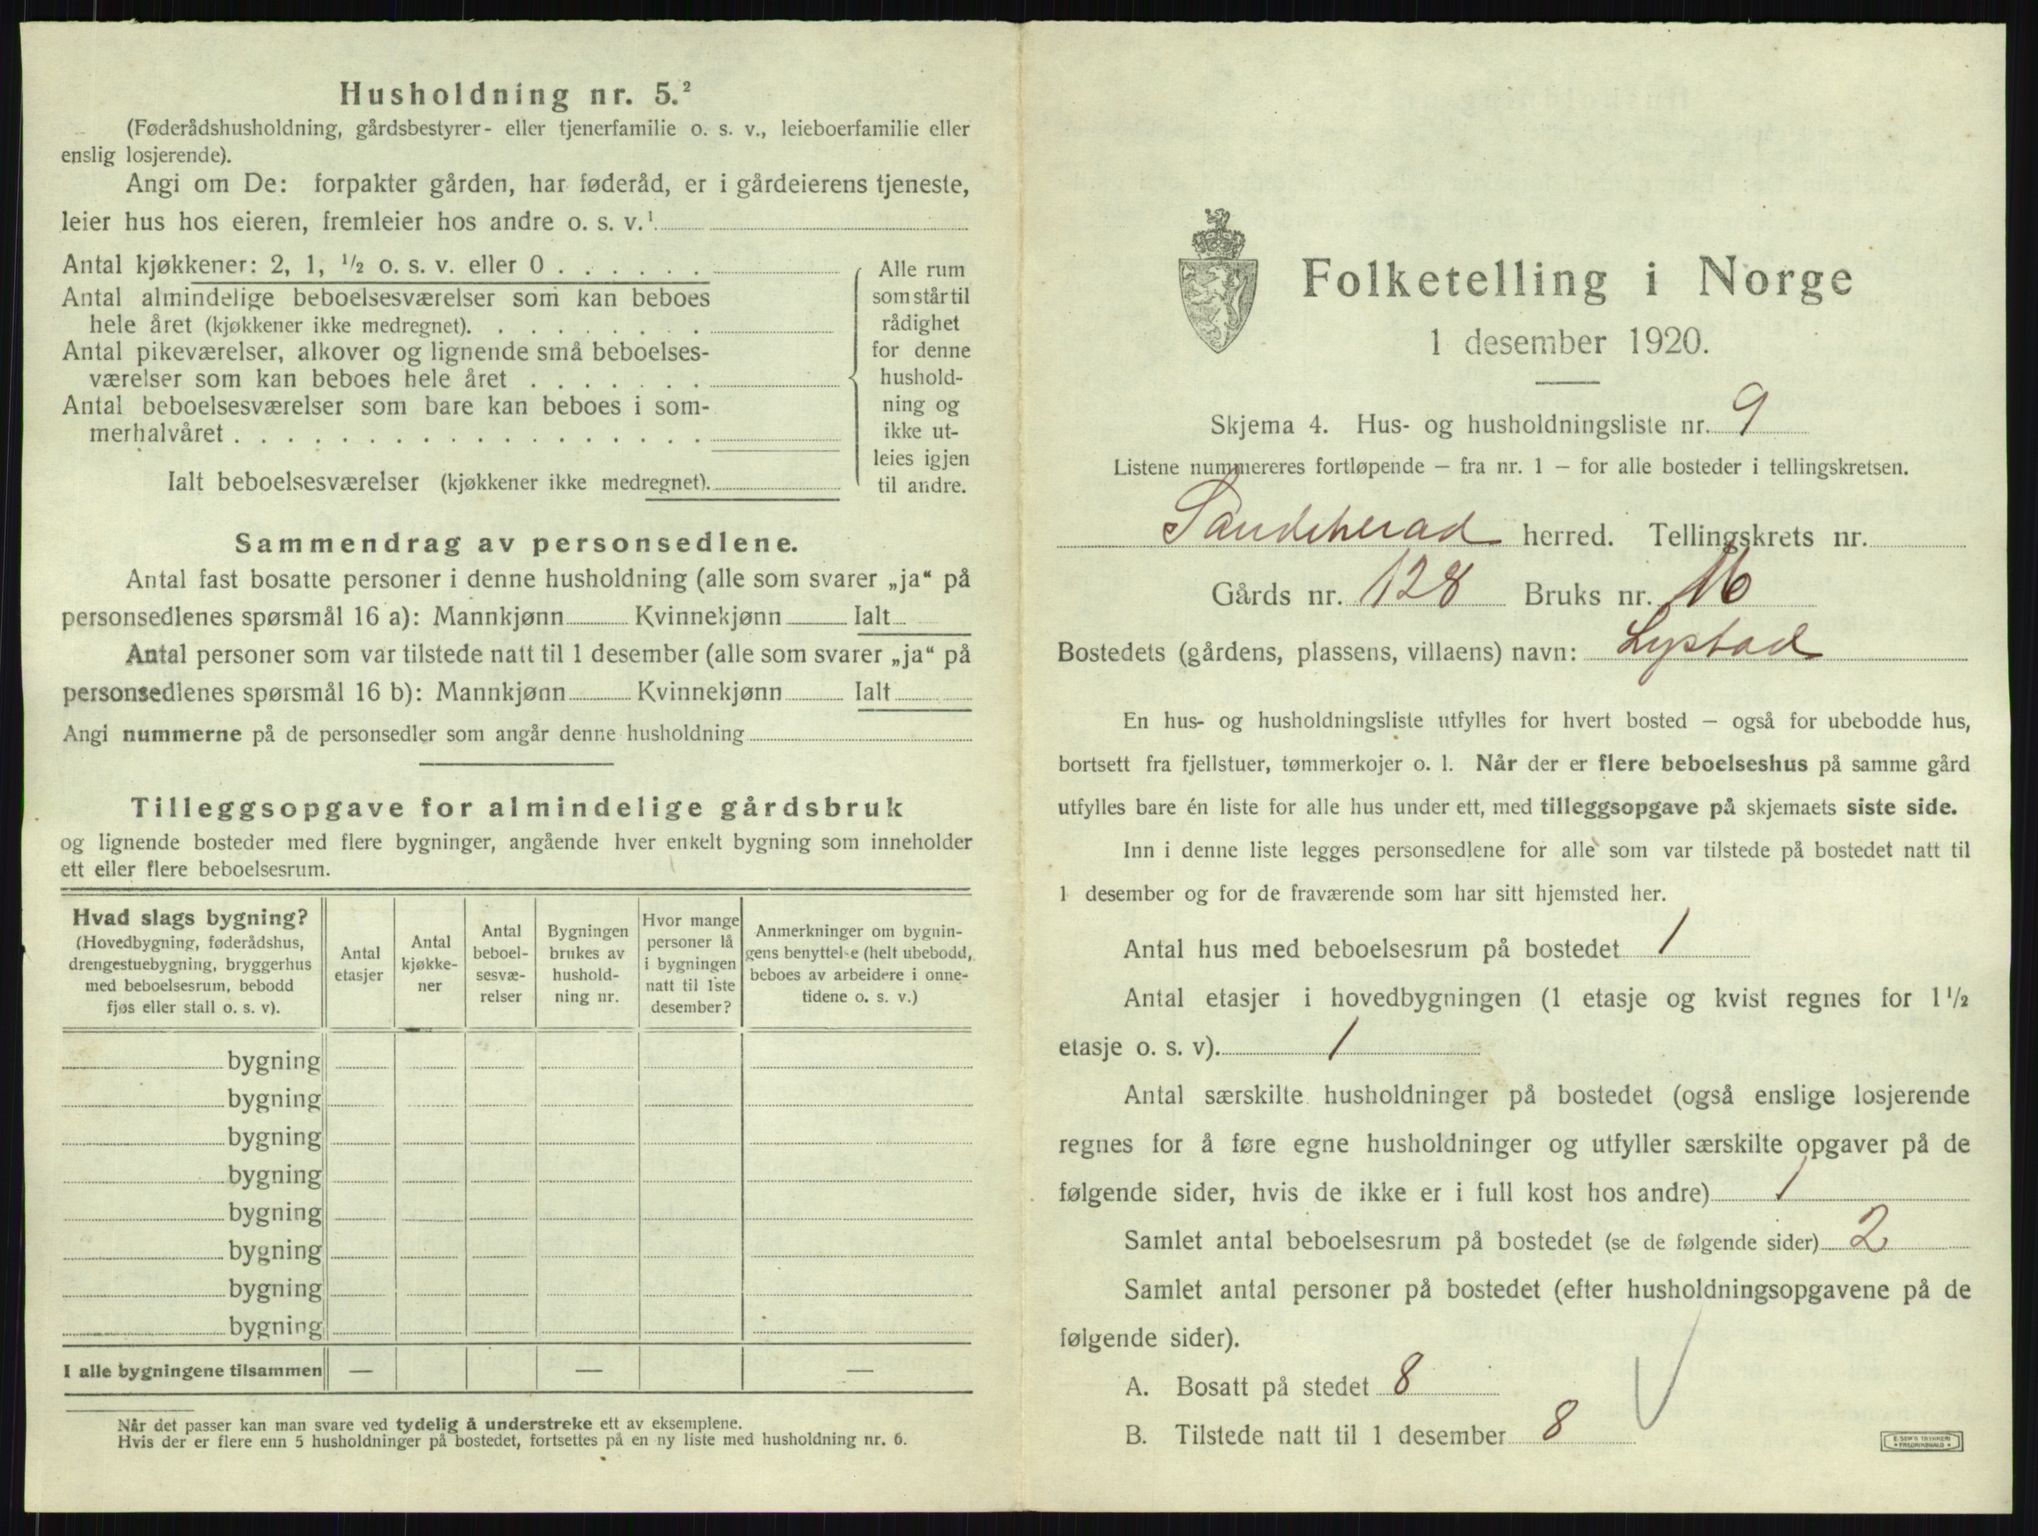 Husholdning nr. 5.²
(Føderådshusholdning, gårdsbestyrer- eller tjenerfamilie o. s. v., leieboerfamilie eller
enslig losjerende).
Angi om De: forpakter gården, har føderåd, er i gårdeierens tjeneste,
leier hus hos eieren, fremleier hos andre o. s. v.¹
Antal kjøkkener: 2, 1, ½ o. s. v. eller 0 . . . . . .
Antal almindelige beboelsesværelser som kan beboes
hele året (kjøkkener ikke medregnet). . . . . . . . .
Antal pikeværelser, alkover og lignende små beboelses-
værelser som kan beboes hele året . . . . . . .
Antal beboelsesværelser som bare kan beboes i som-
merhalvåret . . . . . . . . . . . . . . . . . .
Ialt beboelsesværelser (kjøkkener ikke medregnet).
Alle rum
som står til
rådighet
for denne
hushold-
ning og
ikke ut-
leies igjen
til andre.
Sammendrag av personsedlene.
Antal fast bosatte personer i denne husholdning (alle som svarer „ja“ på
personsedlenes spørsmål 16 a): Mannkjønn Kvinnekjønn Ialt
Antal personer som var tilstede natt til 1 desember (alle som svarer „ja“ på
personsedlenes spørsmål 16 b): Mannkjønn Kvinnekjønn Ialt
Angi nummerne på de personsedler som angår denne husholdning
Tilleggsopgave for almindelige gårdsbruk
og lignende bosteder med flere bygninger, angående hver enkelt bygning som inneholder
ett eller flere beboelsesrum.
Hvad slags bygning?
(Hovedbygning, føderådshus,
drengestuebygning, bryggerhus
med beboelsesrum, bebodd
fjøs eller stall o. s. v).
Antal
etasjer
Antal
kjøkke-
ner
Antal
beboel-
sesvæ-
relser
Bygningen
brukes av
hushold-
ning nr.
Hvor mange
personer lå
i bygningen
natt til 1ste
desember?
Anmerkninger om bygnin-
gens benyttelse (helt ubebodd,
beboes av arbeidere i onne-
tidene o. s. v.)
bygning
bygning
bygning
bygning
bygning
bygning
bygning
bygning
I alle bygningene tilsammen — — —
Når det passer kan man svare ved tydelig å understreke ett av eksemplene.
Hvis der er flere enn 5 husholdninger på bostedet, fortsettes på en ny liste med husholdning nr. 6.
Folketelling i Norge
1 desember 1920.
Skjema 4. Hus- og husholdningsliste nr. 9
Listene nummereres fortløpende — fra nr. 1 — for alle bosteder i tellingskretsen.
Sandeherad herred. Tellingskrets nr.
Gårds nr. 128 Bruks nr. 16
Bostedets (gårdens, plassens, villaens) navn: Lystad
En hus- og husholdningsliste utfylles for hvert bosted — også for ubebodde hus,
bortsett fra fjellstuer, tømmerkojer o. l. Når der er flere beboelseshus på samme gård
utfylles bare én liste for alle hus under ett, med tilleggsopgave på skjemaets siste side.
Inn i denne liste legges personsedlene for alle som var tilstede på bostedet natt til
1 desember og for de fraværende som har sitt hjemsted her.
Antal hus med beboelsesrum på bostedet 1
Antal etasjer i hovedbygningen (1 etasje og kvist regnes for 1½
etasje o. s. v). 1
Antal særskilte husholdninger på bostedet (også enslige losjerende
regnes for å føre egne husholdninger og utfyller særskilte opgaver på de
følgende sider, hvis de ikke er i full kost hos andre) 1
Samlet antal beboelsesrum på bostedet (se de følgende sider) 2
Samlet antal personer på bostedet (efter husholdningsopgavene på de
følgende sider).
A. Bosatt på stedet 8
B. Tilstede natt til 1 desember 8